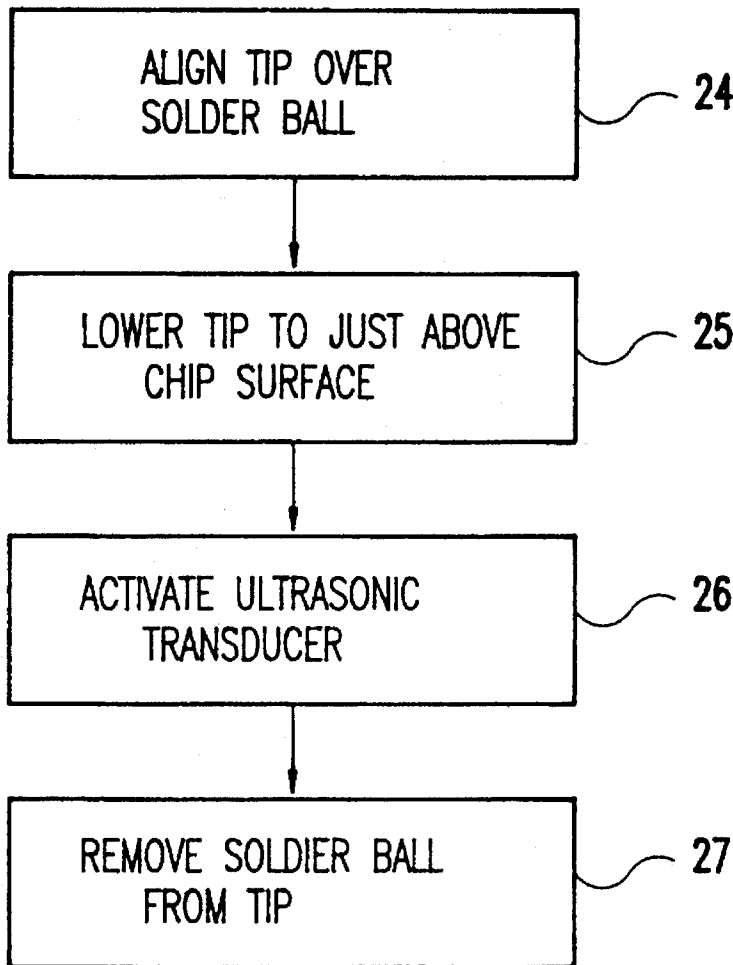 ALIGN TIP OVER
SOLDER BALL
24
LOWER TIP TO JUST ABOVE
CHIP SURFACE
25
ACTIVATE ULTRASONIC
TRANSDUCER
26
REMOVE SOLDIER BALL
FROM TIP
27